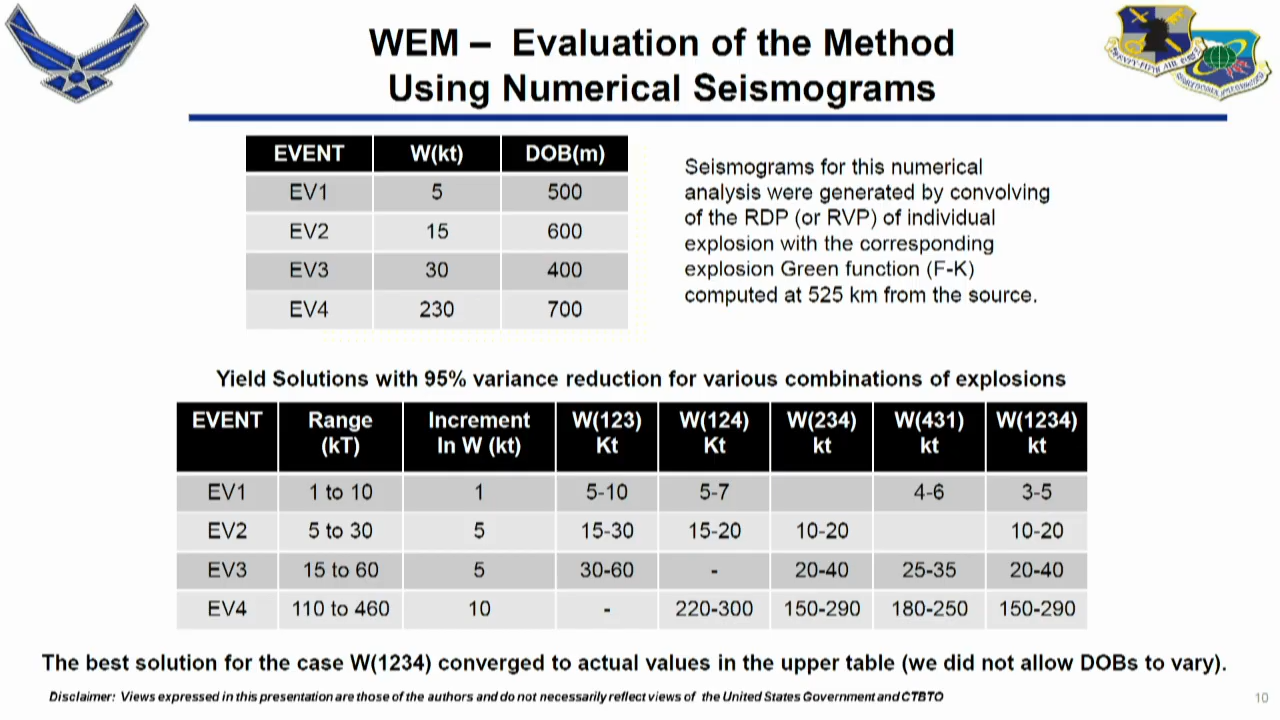 WEM – Evaluation of the Method
Using Numerical Seismograms
EVENT W(kt) DOB(m)
EV1 5 500
EV2 15 600
EV3 30 400
EV4 230 700
Seismograms for this numerical
analysis were generated by convolving
of the RDP (or RVP) of individual
explosion with the corresponding
explosion Green function (F-K)
computed at 525 km from the source.
Yield Solutions with 95% variance reduction for various combinations of explosions
EVENT Range (kT) Increment In W (kt) W(123) Kt W(124) Kt W(234) kt W(431) kt W(1234) kt
EV1 1 to 10 1 5-10 5-7 4-6 3-5
EV2 5 to 30 5 15-30 15-20 10-20 10-20
EV3 15 to 60 5 30-60 - 20-40 25-35 20-40
EV4 110 to 460 10 - 220-300 150-290 180-250 150-290
The best solution for the case W(1234) converged to actual values in the upper table (we did not allow DOBs to vary).
Disclaimer: Views expressed in this presentation are those of the authors and do not necessarily reflect views of the United States Government and CTBTO
10